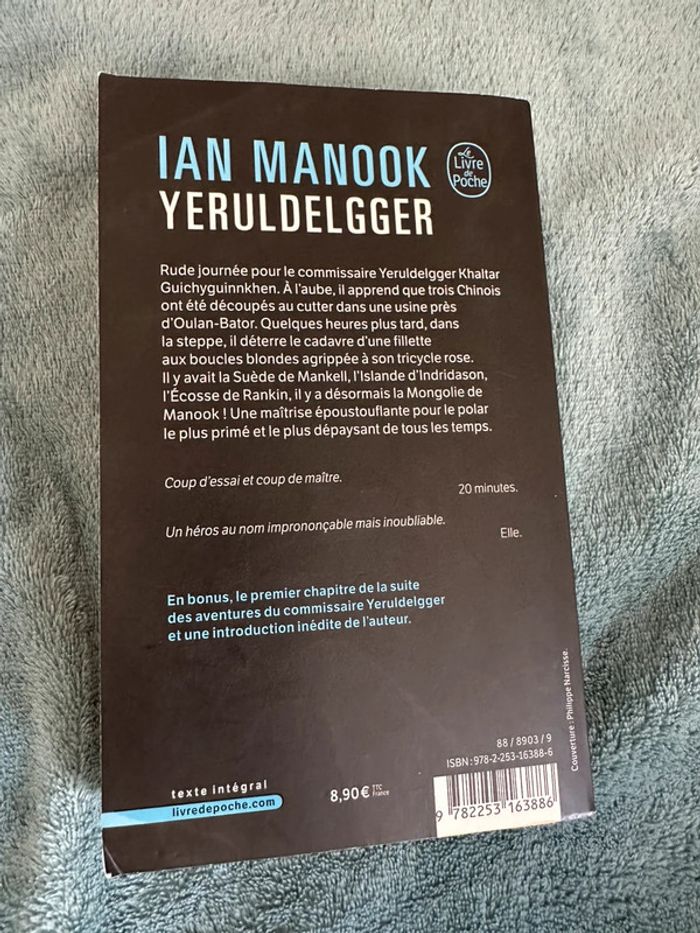 IAN MANOOK
Le
Livre
de
Poche
YERULDELGGER
Rude journée pour le commissaire Yeruldelgger Khaltar
Guichyguinnkhen. À l'aube, il apprend que trois Chinois
ont été découpés au cutter dans une usine près
d'Oulan-Bator. Quelques heures plus tard, dans
la steppe, il déterre le cadavre d'une fillette
aux boucles blondes agrippée à son tricycle rose.
Il y avait la Suède de Mankell, l'Islande d'Indridason,
l'Écosse de Rankin, il y a désormais la Mongolie de
Manook ! Une maîtrise époustouflante pour le polar
le plus primé et le plus dépaysant de tous les temps.
Coup d'essai et coup de maître.
20 minutes.
Un héros au nom imprononçable mais inoubliable.
Elle.
En bonus, le premier chapitre de la suite
des aventures du commissaire Yeruldelgger
et une introduction inédite de l'auteur.
Couverture : Philippe Narcisse.
88 / 8903 / 9
ISBN : 978-2-253-16388-6
texte intégral
livredepoche.com
8,90 € TTC
France
9 782253 163886